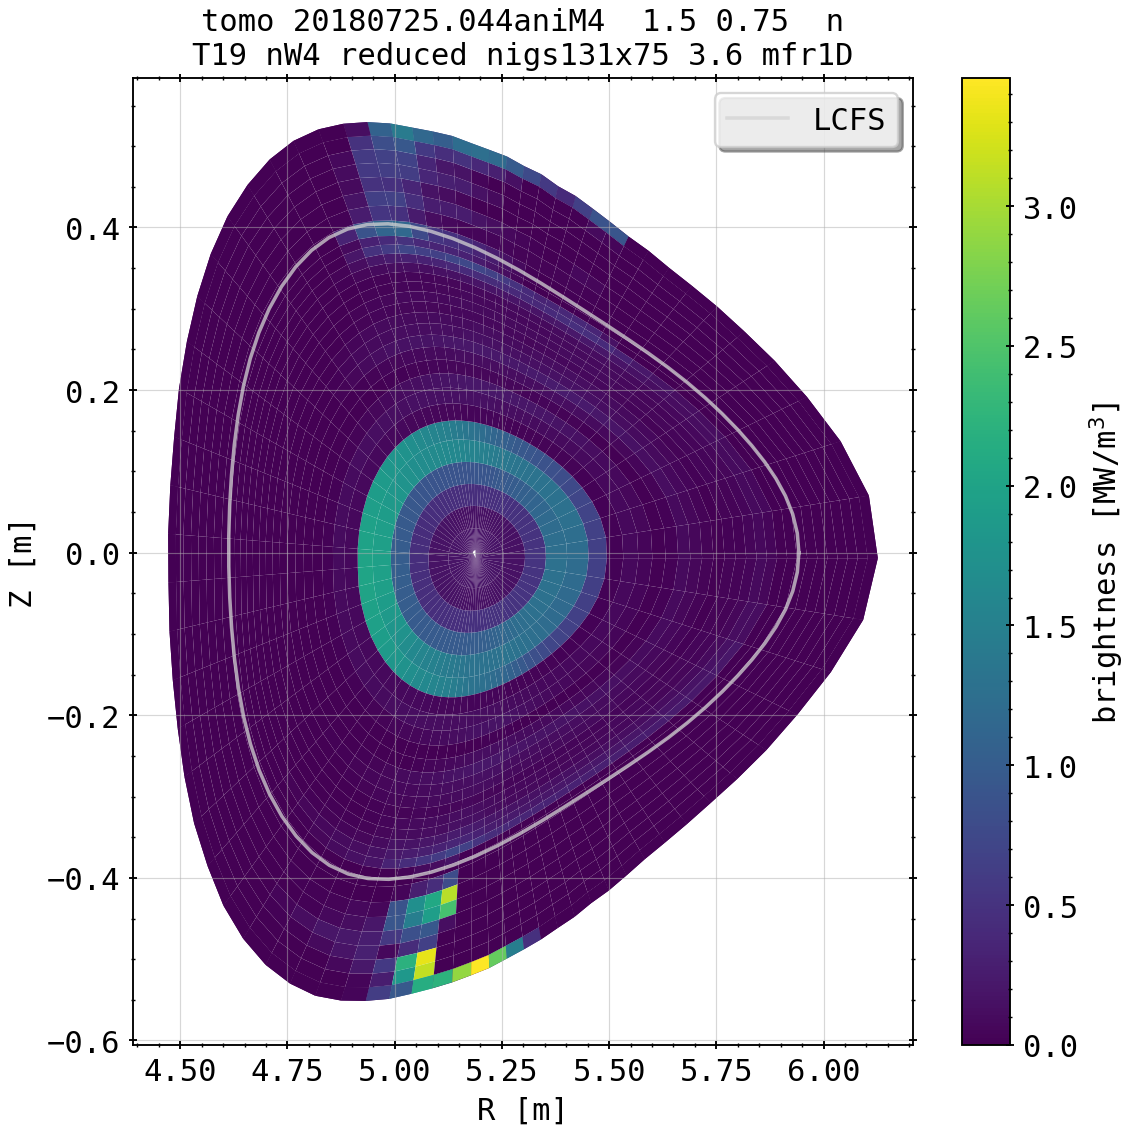 tomo 20180725.044aniM4  1.5 0.75  n
T19 nW4 reduced nigs131x75 3.6 mfr1D
LCFS
0.4
0.2
0.0
−0.2
−0.4
−0.6
Z [m]
4.50 4.75 5.00 5.25 5.50 5.75 6.00
R [m]
3.0
2.5
2.0
1.5
1.0
0.5
0.0
brightness [MW/m³]